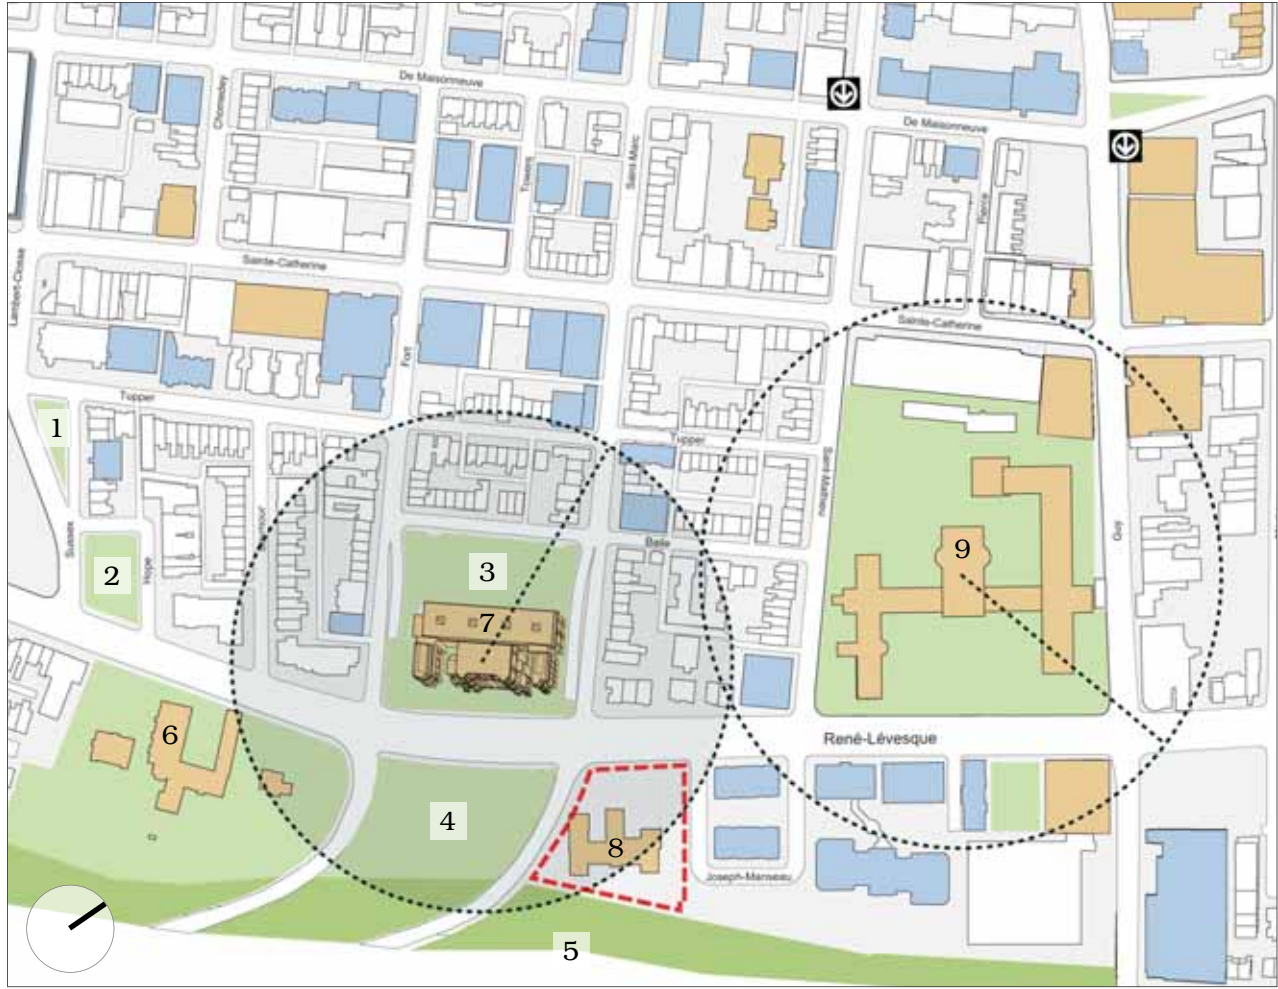 De Maisonneuve
Chomedey
De Maisonneuve
Towers
Saint-Marc
Pierce
Lambert-Closse
Sainte-Catherine
Sainte-Catherine
Fort
Tupper
1
Tupper
Saint-Mathieu
Guy
Sussex
Hope
Baile
2
3
9
7
René-Lévesque
6
4
8
Joseph-Manseau
5